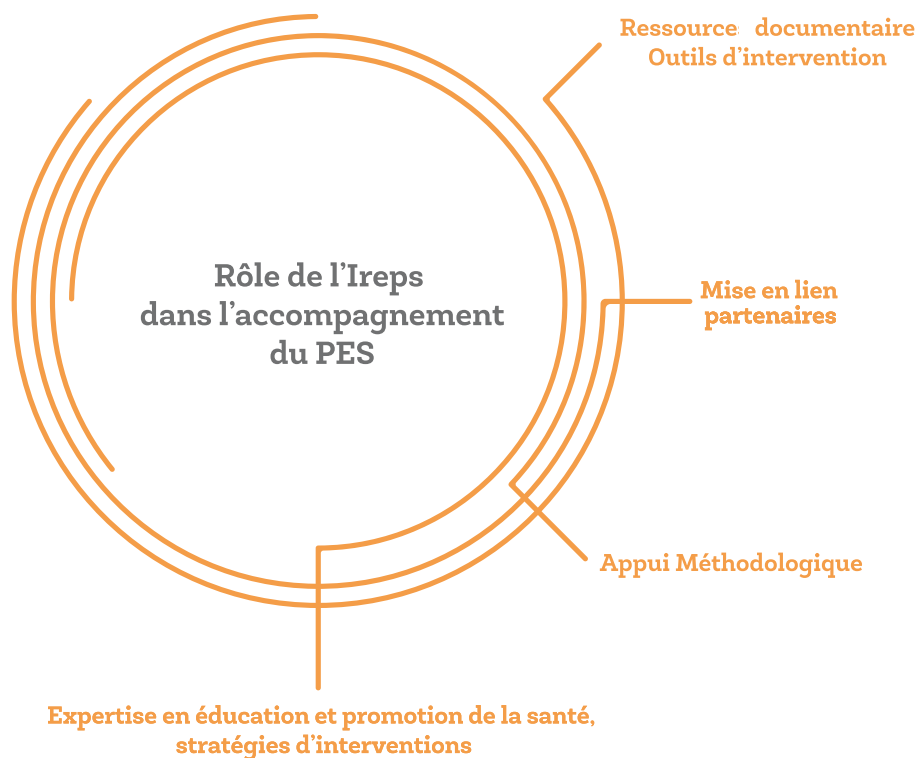 Ressource documentaire
Outils d'intervention
Rôle de l'Ireps
dans l'accompagnement
du PES
Mise en lien
partenaires
Appui Méthodologique
Expertise en éducation et promotion de la santé,
stratégies d'interventions